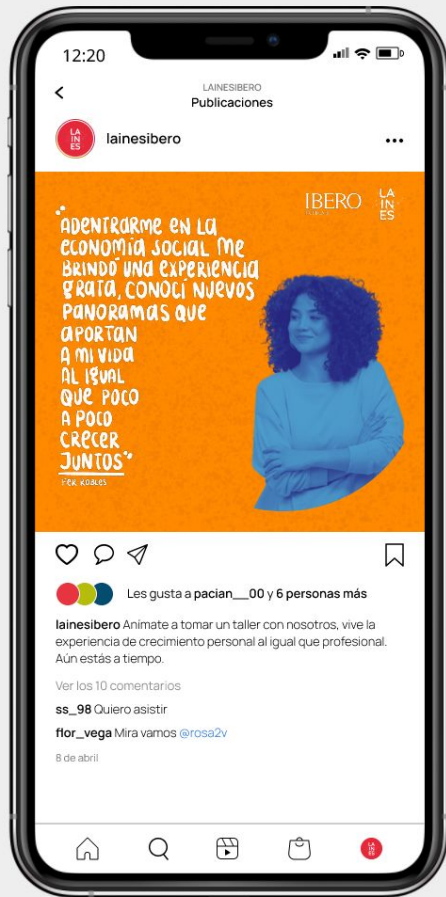 12:20
LAINESIBERO
Publicaciones
LA
IN
ES
lainesibero
IBERO
LA
IN
ES
"ADENTRARME EN LA
ECONOMÍA SOCIAL ME
BRINDÓ UNA EXPERIENCIA
GRATA, CONOCÍ NUEVOS
PANORAMAS QUE
APORTAN
A MI VIDA
AL IGUAL
QUE POCO
A POCO
CRECER
JUNTOS"
FER ROBLES
Les gusta a pacian__00 y 6 personas más
lainesibero Anímate a tomar un taller con nosotros, vive la
experiencia de crecimiento personal al igual que profesional.
Aún estás a tiempo.
Ver los 10 comentarios
ss_98 Quiero asistir
flor_vega Mira vamos @rosa2v
8 de abril
LA
IN
ES